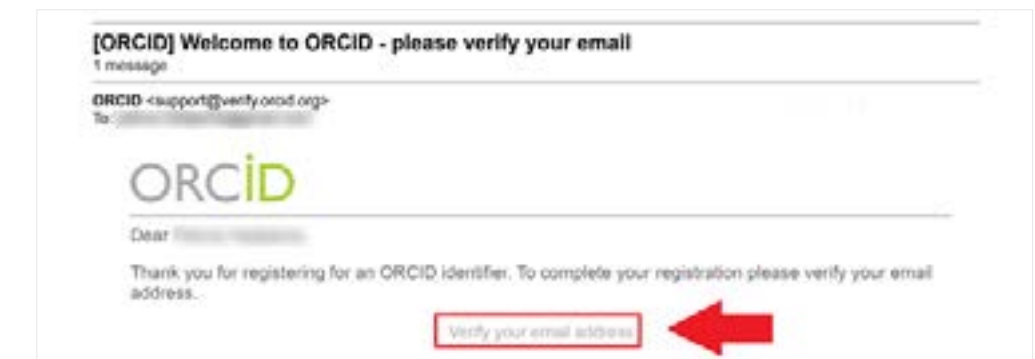 [ORCID] Welcome to ORCID - please verify your email
1 message
ORCID <support@verify.orcid.org>
To:
ORCiD
Dear
Thank you for registering for an ORCID identifier. To complete your registration please verify your email
address.
Verify your email address